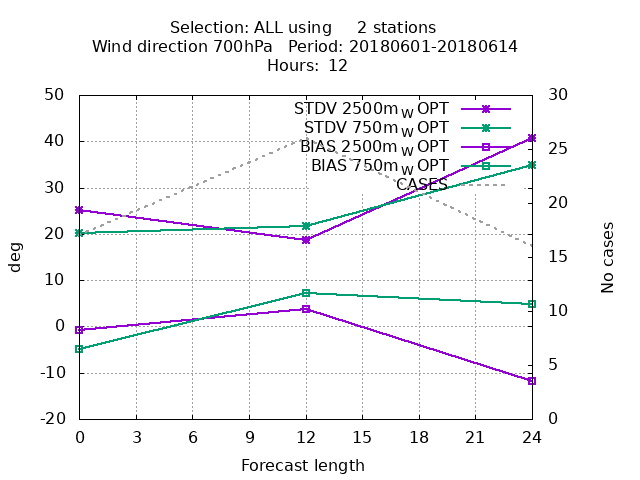 Selection: ALL using     2 stations
Wind direction 700hPa   Period: 20180601-20180614
Hours: 12
50
40
30
20
10
0
-10
-20
deg
STDV 2500m W OPT
STDV 750m W OPT
BIAS 2500m W OPT
BIAS 750m W OPT
CASES
30
25
20
15
10
5
0
No cases
0 3 6 9 12 15 18 21 24
Forecast length